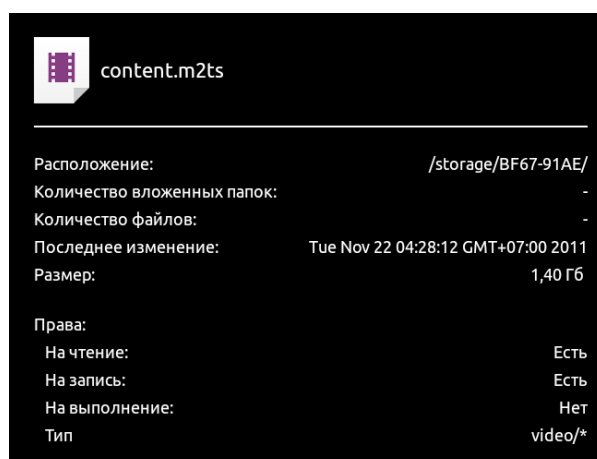 content.m2ts
Расположение: /storage/BF67-91AE/
Количество вложенных папок: -
Количество файлов: -
Последнее изменение: Tue Nov 22 04:28:12 GMT+07:00 2011
Размер: 1,40 Гб
Права:
На чтение: Есть
На запись: Есть
На выполнение: Нет
Тип video/*